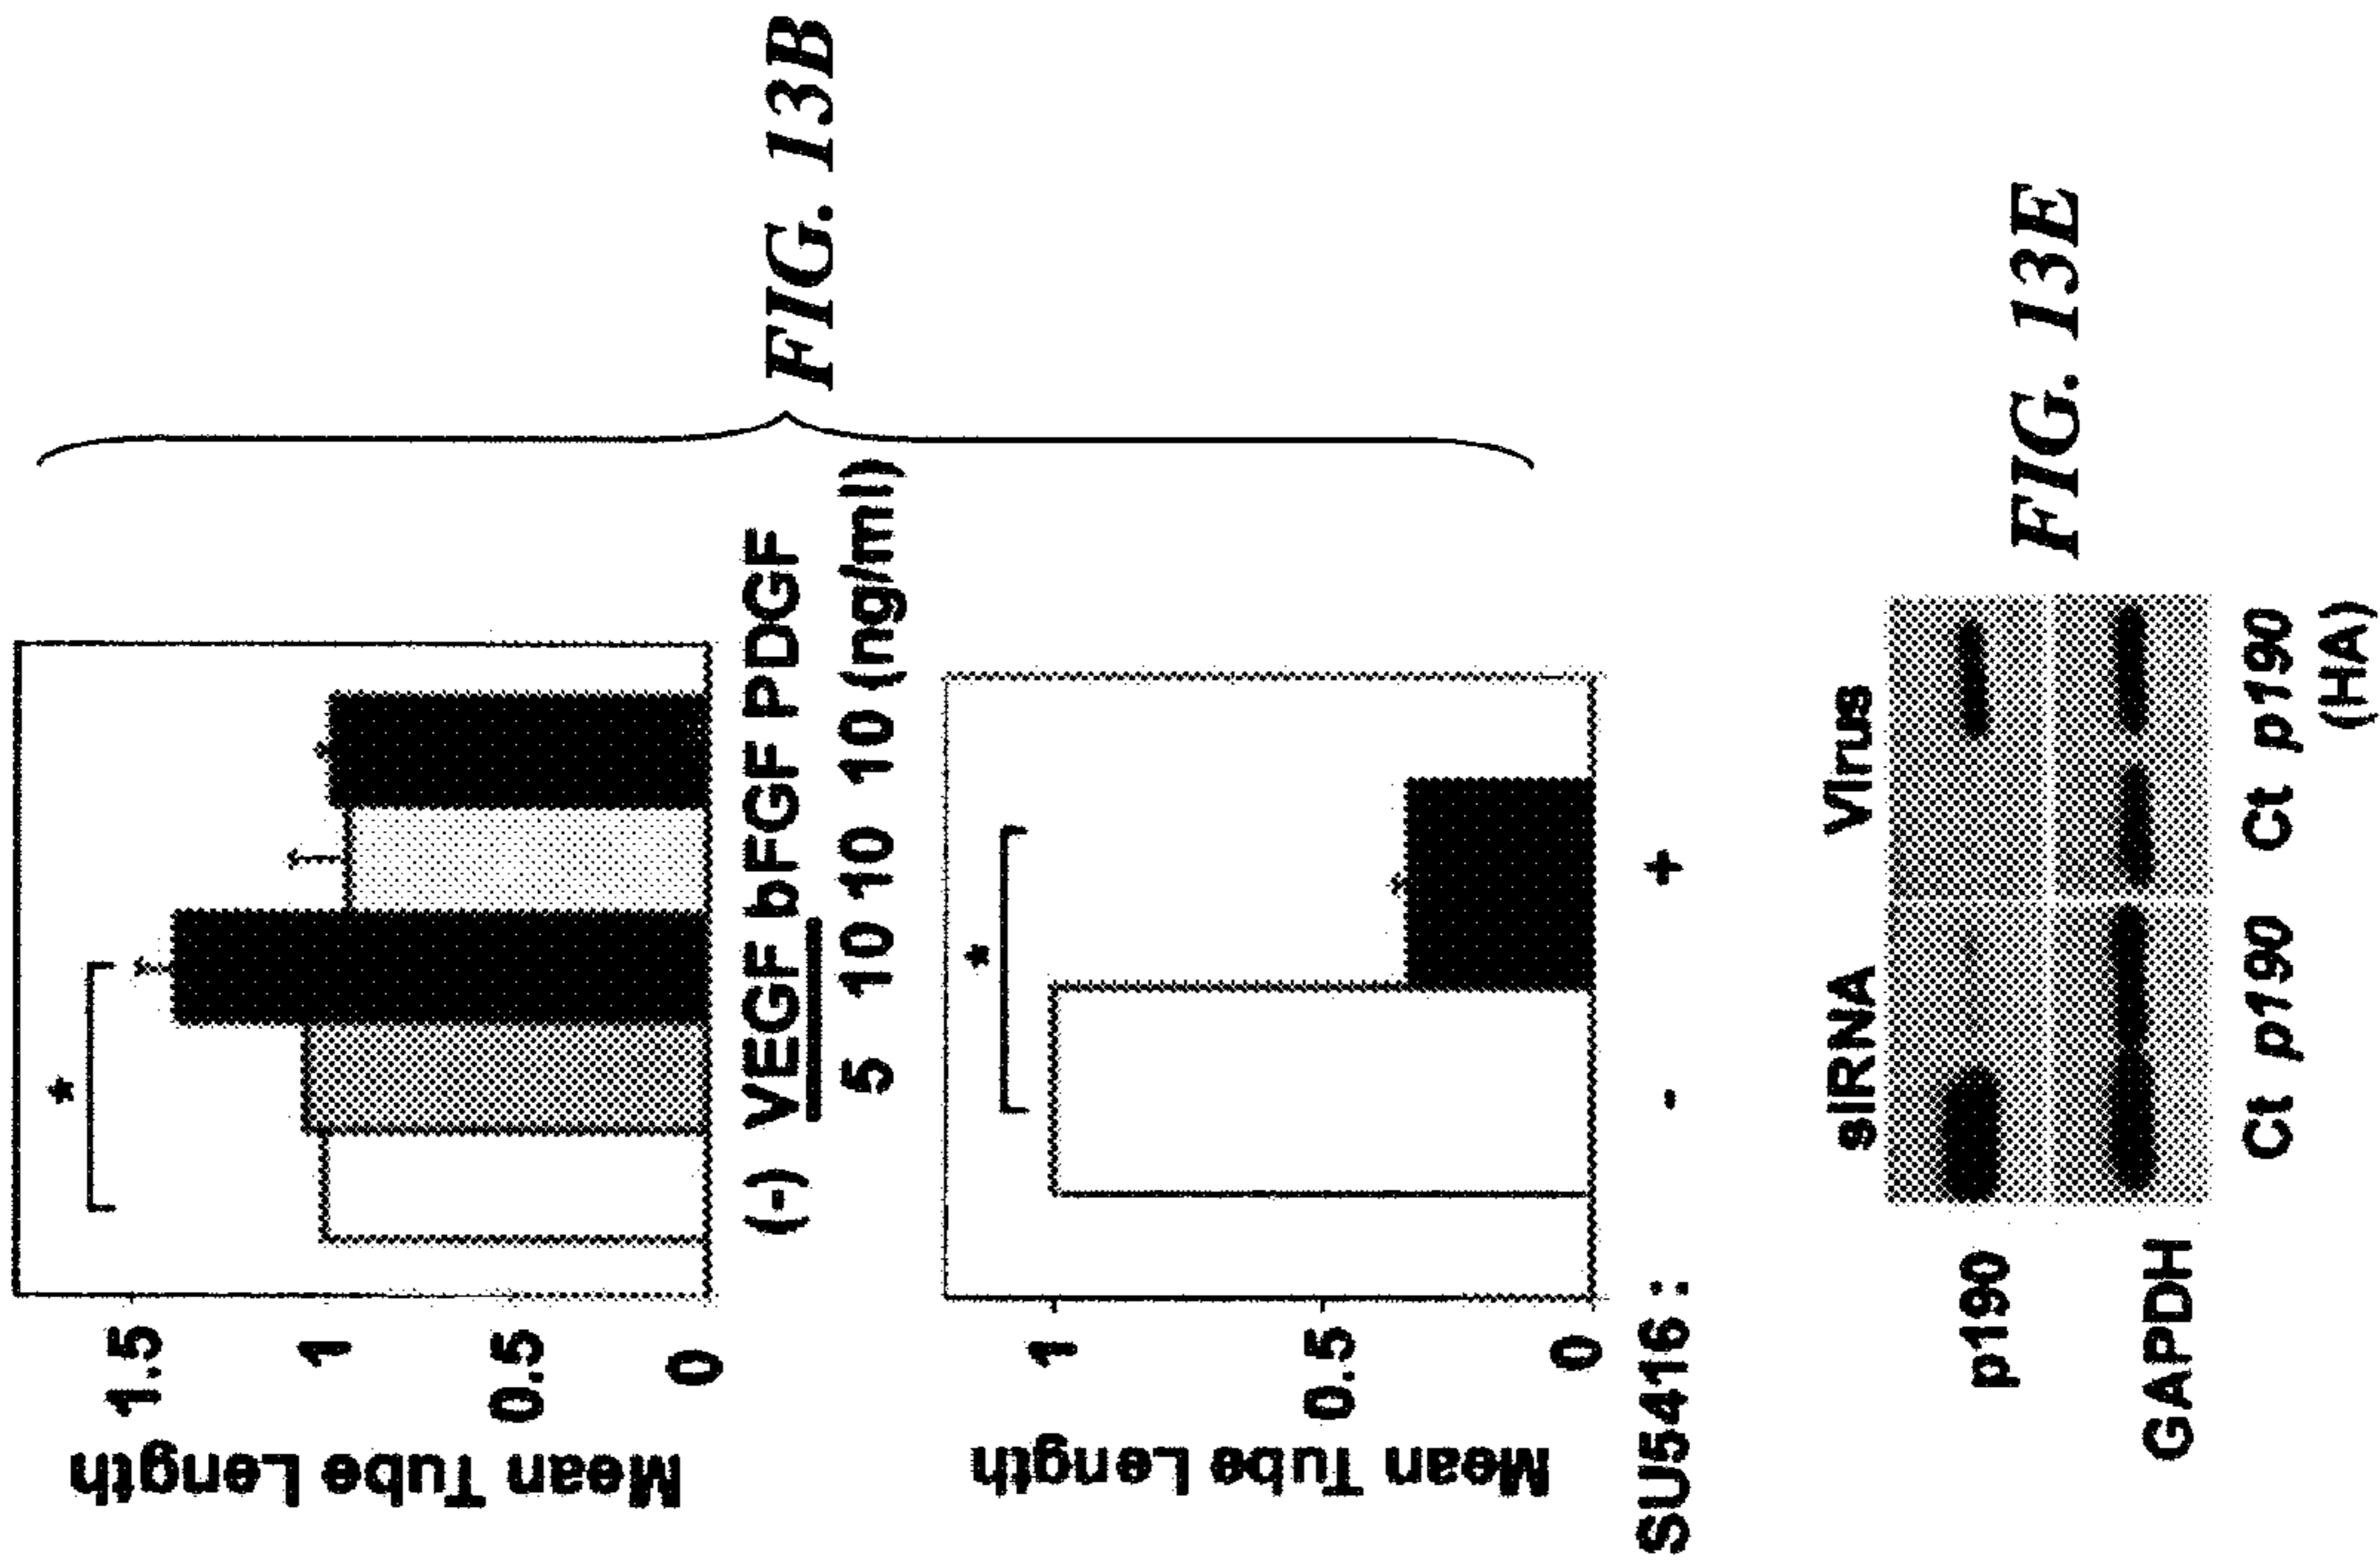 Mean Tube Length
1.5
1
0.5
0
*
(-) VEGF bFGF PDGF
5 10 10 10 (ng/ml)
Mean Tube Length
1
0.5
0
*
SU5416 : - +
FIG. 13B
siRNA Virus
p190
GAPDH
Ct p190 Ct p190
(HA)
FIG. 13E